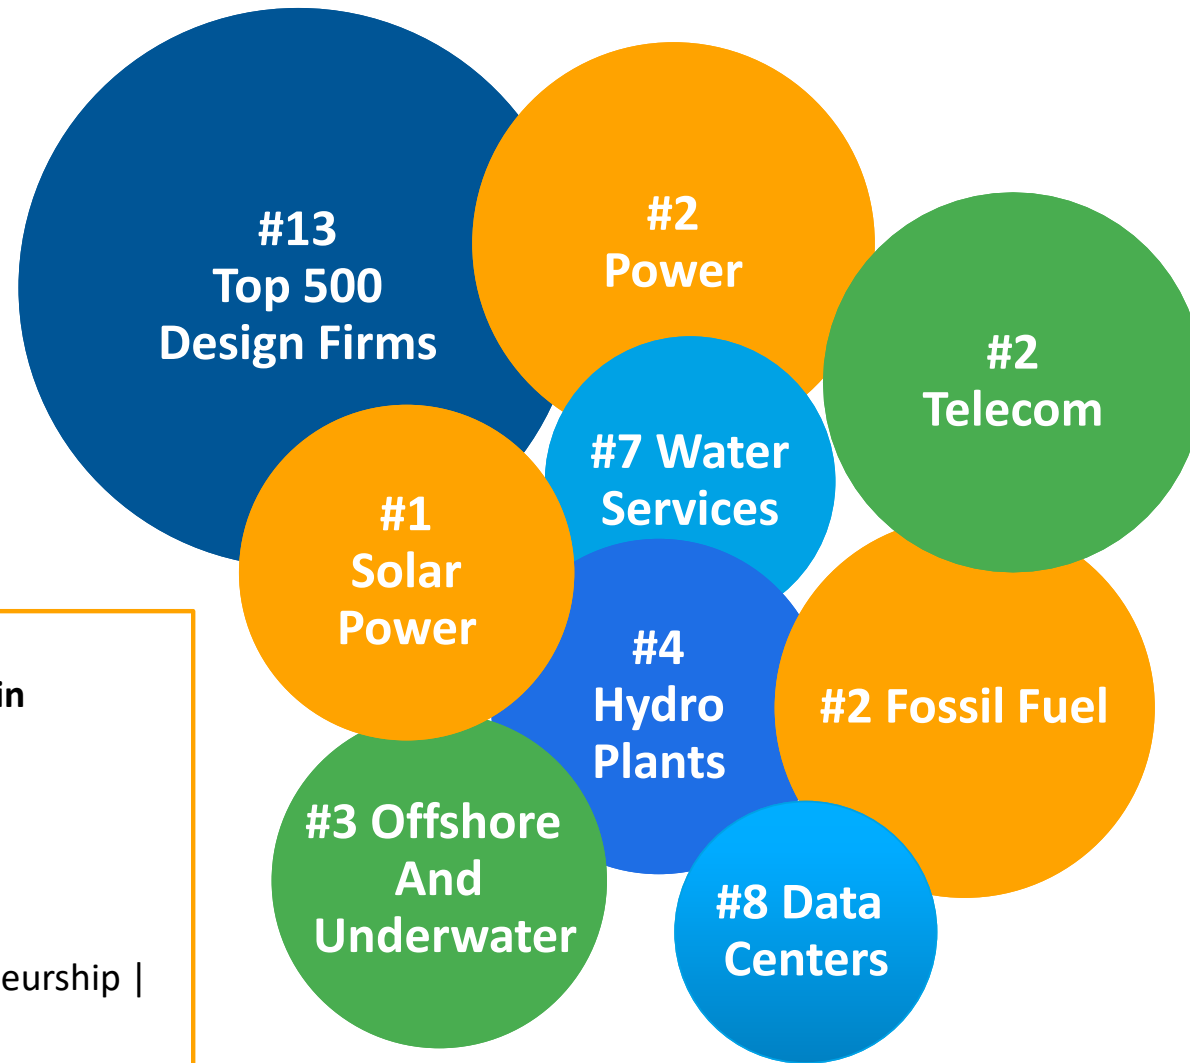 #13
Top 500
Design Firms
#2
Power
#2
Telecom
#7 Water
Services
#1
Solar
Power
#4
Hydro
Plants
#2 Fossil Fuel
#3 Offshore
And
Underwater
#8 Data
Centers
in
eurship |